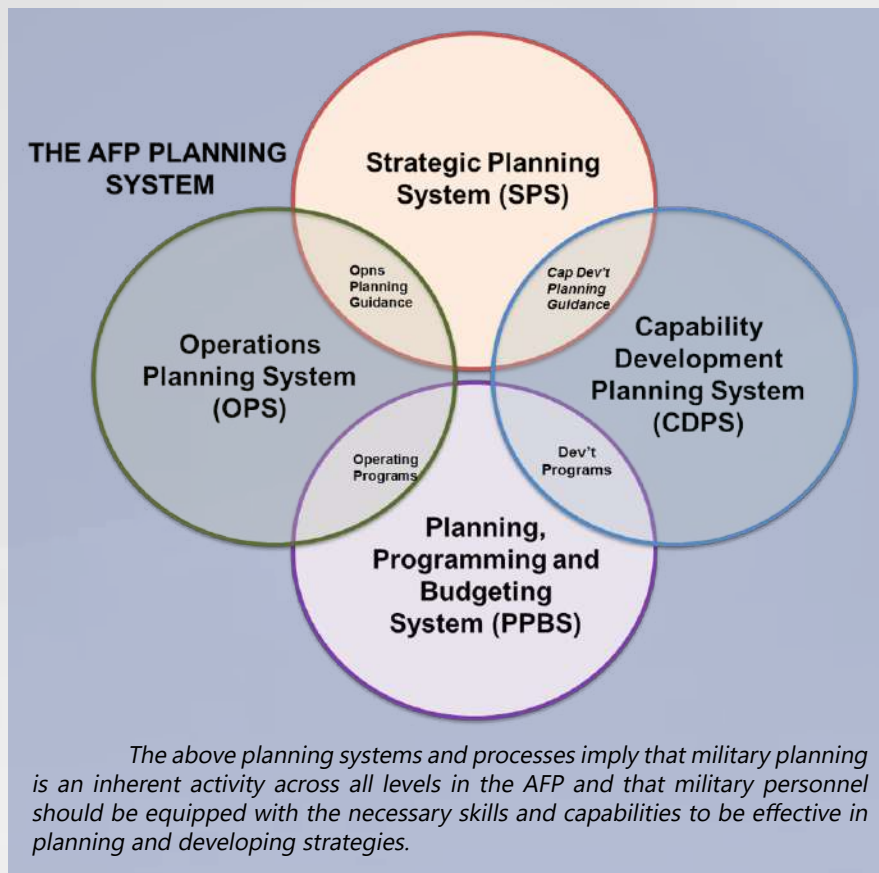 THE AFP PLANNING
SYSTEM
Strategic Planning
System (SPS)
Opns
Planning
Guidance
Cap Dev't
Planning
Guidance
Operations
Planning System
(OPS)
Capability
Development
Planning System
(CDPS)
Operating
Programs
Dev't
Programs
Planning,
Programming and
Budgeting
System (PPBS)
The above planning systems and processes imply that military planning
is an inherent activity across all levels in the AFP and that military personnel
should be equipped with the necessary skills and capabilities to be effective in
planning and developing strategies.